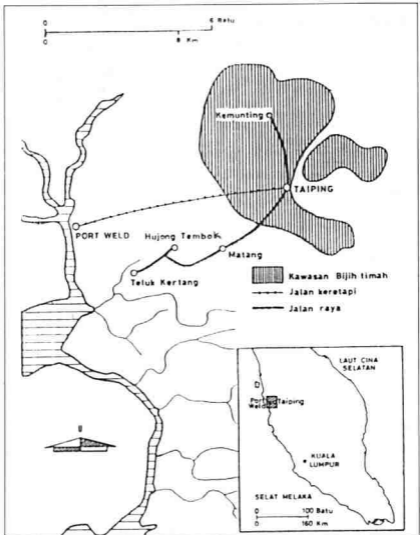 0 6 Batu
0 8 Km
Kemunting
TAIPING
PORT WELD
Hujong Tembok
Matang
Teluk Kertang
Kawasan Bijih timah
Jalan keretapi
Jalan raya
U
LAUT CINA
SELATAN
D
Port
Weld
Taiping
KUALA
LUMPUR
SELAT MELAKA
0 100 Batu
0 160 Km